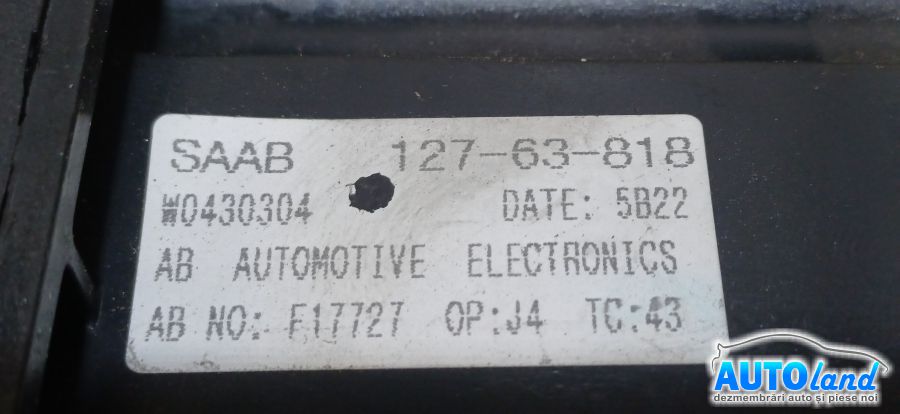 SAAB 127-63-818
W0430304 DATE: 5B22
AB AUTOMOTIVE ELECTRONICS
AB NO: F17727 OP:J4 TC:43
AUTOland
dezmembrări auto și piese noi